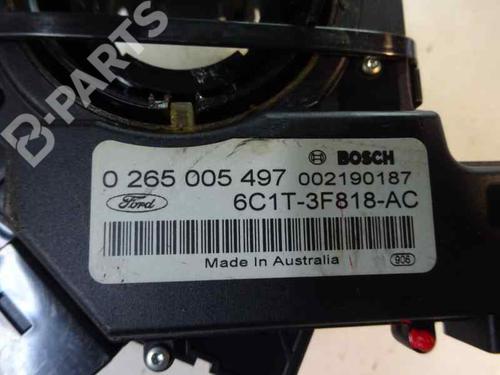 B-PARTS
BOSCH
0 265 005 497 002190187
Ford 6C1T-3F818-AC
Made In Australia 906